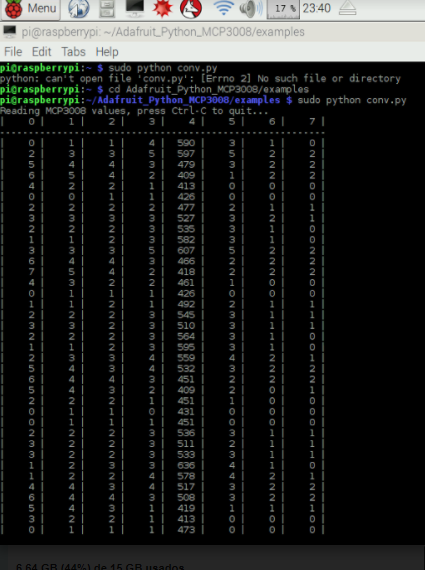 Menu 17 % 23:40
pi@raspberrypi: ~/Adafruit_Python_MCP3008/examples
File Edit Tabs Help
pi@raspberrypi:~ $ sudo python conv.py
python: can't open file 'conv.py': [Errno 2] No such file or directory
pi@raspberrypi:~ $ cd Adafruit_Python_MCP3008/examples
pi@raspberrypi:~/Adafruit_Python_MCP3008/examples $ sudo python conv.py
Reading MCP3008 values, press Ctrl-C to quit...
| 0 | 1 | 2 | 3 | 4 | 5 | 6 | 7 |
---------------------------------------------------------
| 0 | 1 | 1 | 4 | 590 | 3 | 1 | 0 |
| 2 | 3 | 3 | 5 | 597 | 5 | 2 | 2 |
| 5 | 4 | 4 | 3 | 479 | 3 | 2 | 2 |
| 6 | 5 | 4 | 2 | 409 | 1 | 2 | 2 |
| 4 | 2 | 2 | 1 | 413 | 0 | 0 | 0 |
| 0 | 0 | 1 | 1 | 426 | 0 | 0 | 0 |
| 2 | 2 | 2 | 2 | 477 | 2 | 1 | 1 |
| 3 | 3 | 3 | 3 | 527 | 3 | 2 | 1 |
| 2 | 2 | 2 | 3 | 535 | 3 | 1 | 0 |
| 1 | 1 | 2 | 3 | 582 | 3 | 1 | 0 |
| 2 | 3 | 3 | 5 | 607 | 5 | 2 | 2 |
| 6 | 4 | 4 | 3 | 466 | 2 | 2 | 2 |
| 7 | 5 | 4 | 2 | 418 | 2 | 2 | 2 |
| 4 | 3 | 2 | 2 | 461 | 1 | 0 | 0 |
| 0 | 1 | 1 | 1 | 426 | 0 | 0 | 0 |
| 1 | 1 | 2 | 1 | 492 | 2 | 1 | 1 |
| 2 | 2 | 2 | 3 | 545 | 3 | 1 | 1 |
| 3 | 3 | 2 | 3 | 510 | 3 | 1 | 1 |
| 2 | 2 | 2 | 3 | 564 | 3 | 1 | 0 |
| 1 | 1 | 2 | 3 | 595 | 3 | 1 | 0 |
| 2 | 3 | 3 | 4 | 559 | 4 | 2 | 1 |
| 5 | 4 | 3 | 4 | 532 | 3 | 2 | 2 |
| 6 | 4 | 4 | 3 | 451 | 2 | 2 | 2 |
| 5 | 4 | 3 | 2 | 409 | 2 | 0 | 1 |
| 2 | 2 | 2 | 1 | 451 | 1 | 0 | 0 |
| 0 | 1 | 1 | 0 | 431 | 0 | 0 | 0 |
| 0 | 1 | 1 | 1 | 451 | 0 | 0 | 0 |
| 2 | 2 | 2 | 3 | 536 | 3 | 1 | 1 |
| 3 | 2 | 2 | 3 | 511 | 2 | 1 | 1 |
| 3 | 2 | 2 | 3 | 533 | 3 | 1 | 1 |
| 1 | 2 | 3 | 3 | 636 | 4 | 1 | 0 |
| 1 | 2 | 2 | 4 | 578 | 4 | 2 | 1 |
| 4 | 4 | 3 | 4 | 517 | 3 | 2 | 2 |
| 6 | 4 | 4 | 3 | 508 | 3 | 2 | 2 |
| 5 | 4 | 3 | 1 | 419 | 1 | 1 | 1 |
| 3 | 2 | 2 | 1 | 413 | 0 | 0 | 0 |
| 0 | 1 | 1 | 1 | 473 | 0 | 0 | 0 |
6,64 GB (44%) de 15 GB usados